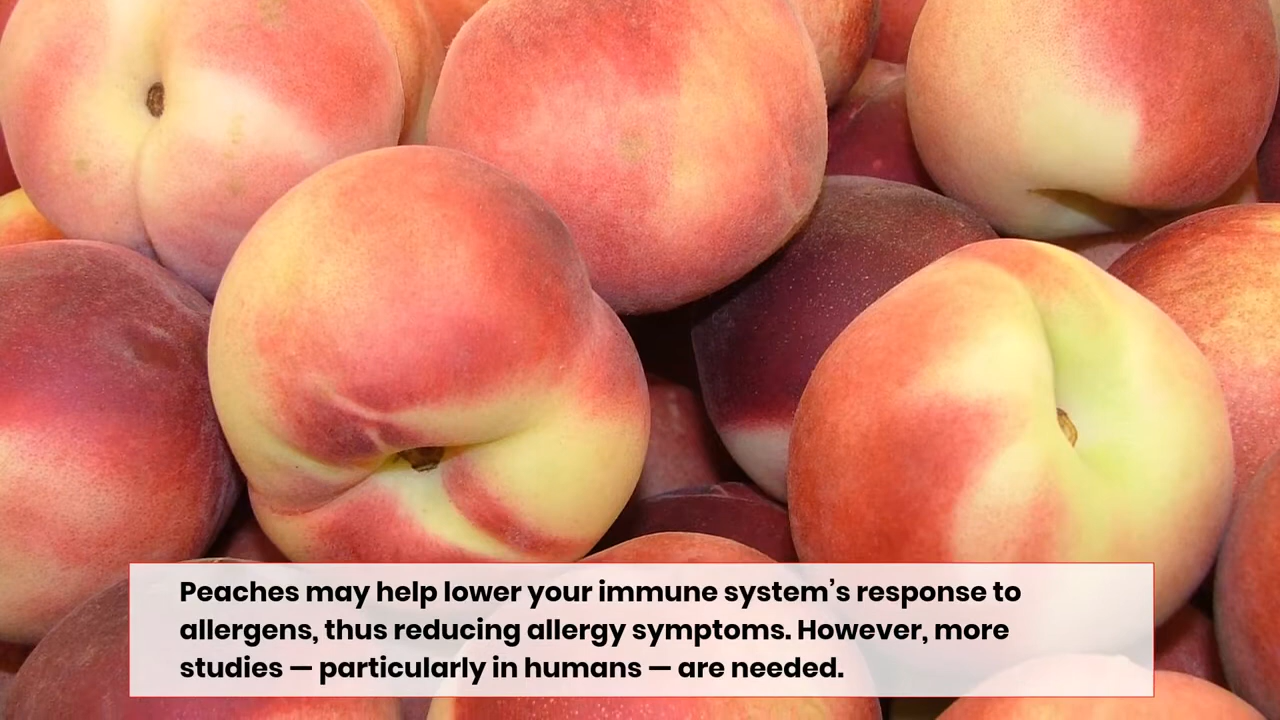 Peaches may help lower your immune system’s response to
allergens, thus reducing allergy symptoms. However, more
studies — particularly in humans — are needed.